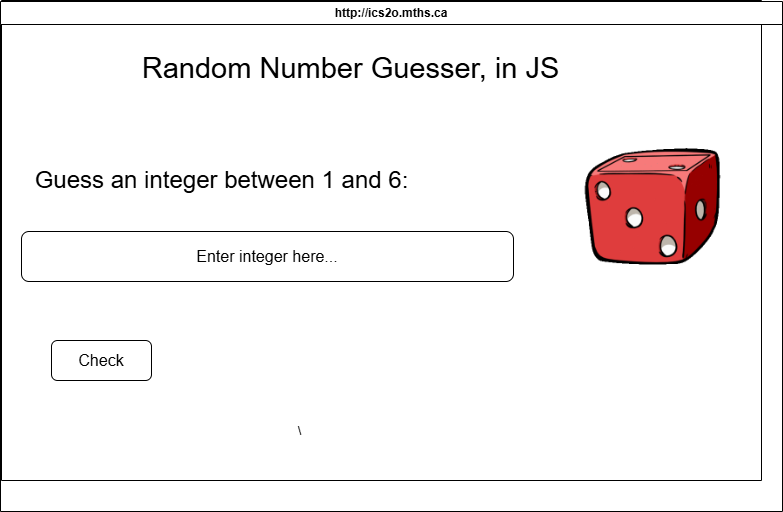 http://ics2o.mths.ca
Random Number Guesser, in JS
Guess an integer between 1 and 6:
Enter integer here...
Check
\